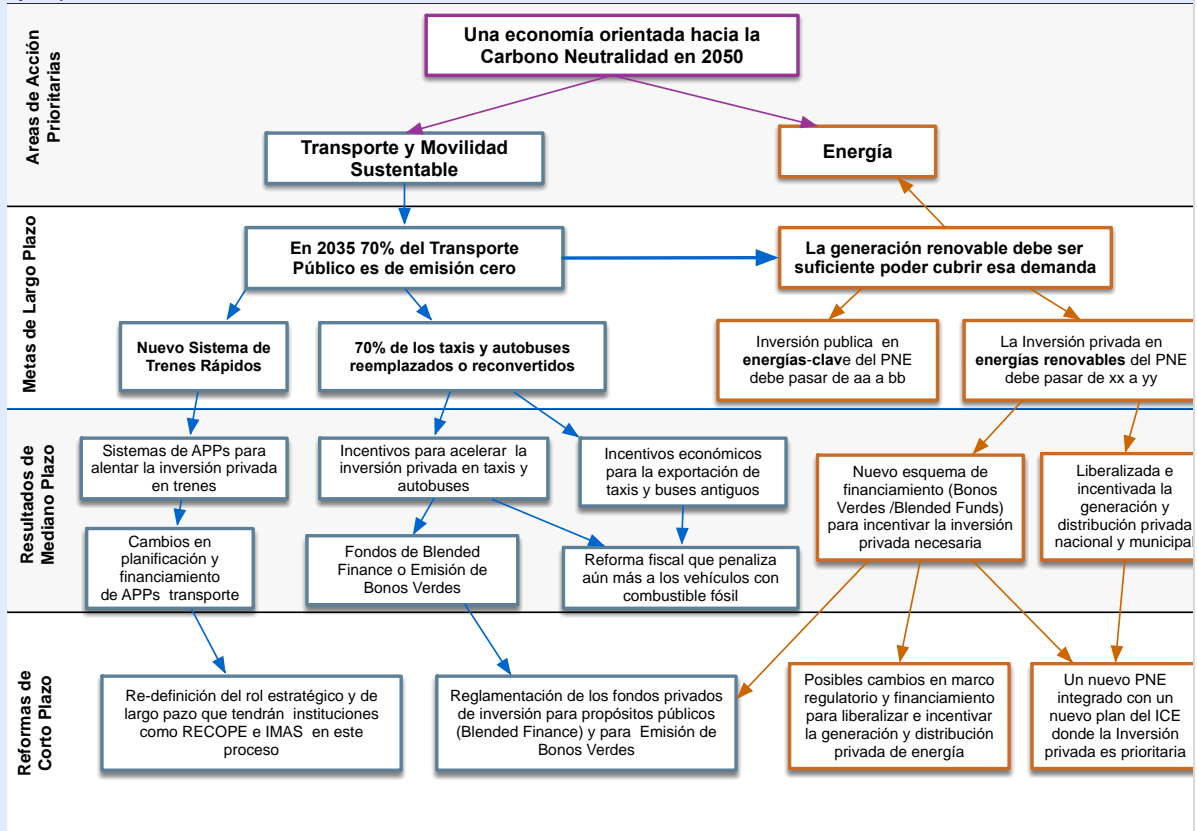 Areas de Acción
Prioritarias
Una economía orientada hacia la
Carbono Neutralidad en 2050
Transporte y Movilidad
Sustentable
Energía
Metas de Largo Plazo
En 2035 70% del Transporte
Público es de emisión cero
La generación renovable debe ser
suficiente poder cubrir esa demanda
Nuevo Sistema de
Trenes Rápidos
70% de los taxis y autobuses
reemplazados o reconvertidos
Inversión publica en
energías-clave del PNE
debe pasar de aa a bb
La Inversión privada en
energías renovables del PNE
debe pasar de xx a yy
Resultados de
Mediano Plazo
Sistemas de APPs para
alentar la inversión privada
en trenes
Incentivos para acelerar la
inversión privada en taxis y
autobuses
Incentivos económicos
para la exportación de
taxis y buses antiguos
Nuevo esquema de
financiamiento (Bonos
Verdes /Blended Funds)
para incentivar la inversión
privada necesaria
Liberalizada e
incentivada la
generación y
distribución privada
nacional y municipal
Cambios en
planificación y
financiamiento
de APPs transporte
Fondos de Blended
Finance o Emisión de
Bonos Verdes
Reforma fiscal que penaliza
aún más a los vehículos con
combustible fósil
Reformas de
Corto Plazo
Re-definición del rol estratégico y de
largo pazo que tendrán instituciones
como RECOPE e IMAS en este
proceso
Reglamentación de los fondos privados
de inversión para propósitos públicos
(Blended Finance) y para Emisión de
Bonos Verdes
Posibles cambios en marco
regulatorio y financiamiento
para liberalizar e incentivar
la generación y distribución
privada de energía
Un nuevo PNE
integrado con un
nuevo plan del ICE
donde la Inversión
privada es prioritaria